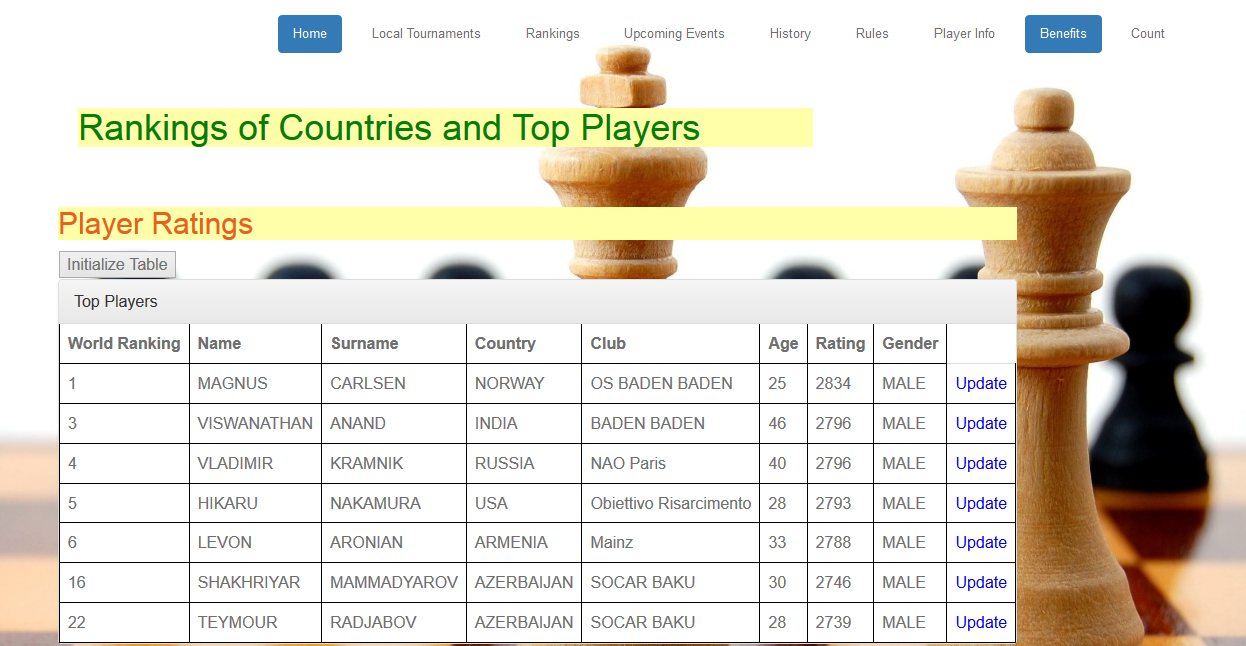 Home Local Tournaments Rankings Upcoming Events History Rules Player Info Benefits Count
Rankings of Countries and Top Players
Player Ratings
Initialize Table
Top Players
World Ranking Name Surname Country Club Age Rating Gender
1 MAGNUS CARLSEN NORWAY OS BADEN BADEN 25 2834 MALE Update
3 VISWANATHAN ANAND INDIA BADEN BADEN 46 2796 MALE Update
4 VLADIMIR KRAMNIK RUSSIA NAO Paris 40 2796 MALE Update
5 HIKARU NAKAMURA USA Obiettivo Risarcimento 28 2793 MALE Update
6 LEVON ARONIAN ARMENIA Mainz 33 2788 MALE Update
16 SHAKHRIYAR MAMMADYAROV AZERBAIJAN SOCAR BAKU 30 2746 MALE Update
22 TEYMOUR RADJABOV AZERBAIJAN SOCAR BAKU 28 2739 MALE Update